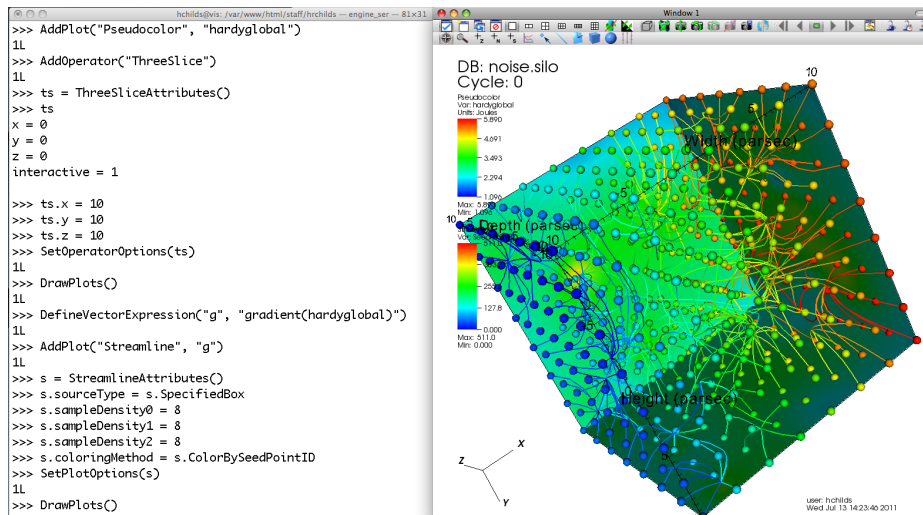 hchilds@vis: /var/www/html/staff/hrchilds — engine_ser — 81×31
>>> AddPlot("Pseudocolor", "hardyglobal")
1L
>>> AddOperator("ThreeSlice")
1L
>>> ts = ThreeSliceAttributes()
>>> ts
x = 0
y = 0
z = 0
interactive = 1
>>> ts.x = 10
>>> ts.y = 10
>>> ts.z = 10
>>> SetOperatorOptions(ts)
1L
>>> DrawPlots()
1L
>>> DefineVectorExpression("g", "gradient(hardyglobal)")
1L
>>> AddPlot("Streamline", "g")
1L
>>> s = StreamlineAttributes()
>>> s.sourceType = s.SpecifiedBox
>>> s.sampleDensity0 = 8
>>> s.sampleDensity1 = 8
>>> s.sampleDensity2 = 8
>>> s.coloringMethod = s.ColorBySeedPointID
>>> SetPlotOptions(s)
1L
>>> DrawPlots()
Window 1
DB: noise.silo
Cycle: 0
Pseudocolor
Var: hardyglobal
Units: Joules
5.890
4.691
3.493
2.294
1.096
Max: 5.890
Min: 1.096
511.0
127.8
0.000
Max: 511.0
Min: 0.000
10
5
Width (parsec)
-5
10
5
Depth (parsec)
-10
-5
Height (parsec)
5
X
Z
Y
user: hchilds
Wed Jul 13 14:23:46 2011